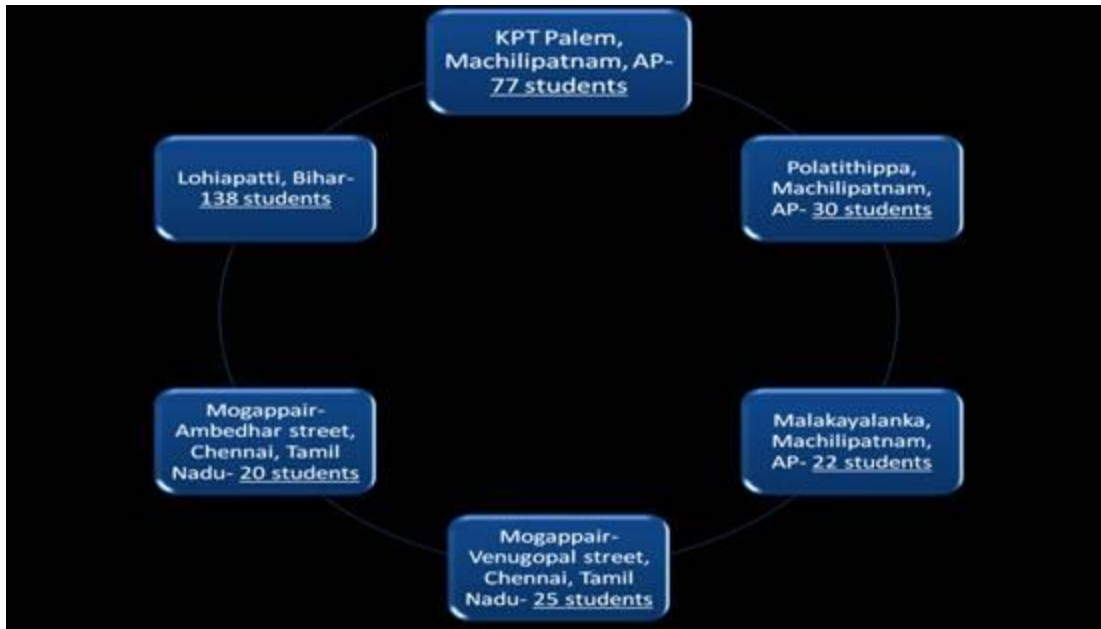 KPT Palem,
Machilipatnam, AP-
77 students
Polatithippa,
Machilipatnam,
AP- 30 students
Malakayalanka,
Machilipatnam,
AP- 22 students
Mogappair-
Venugopal street,
Chennai, Tamil
Nadu- 25 students
Mogappair-
Ambedhar street,
Chennai, Tamil
Nadu- 20 students
Lohiapatti, Bihar-
138 students